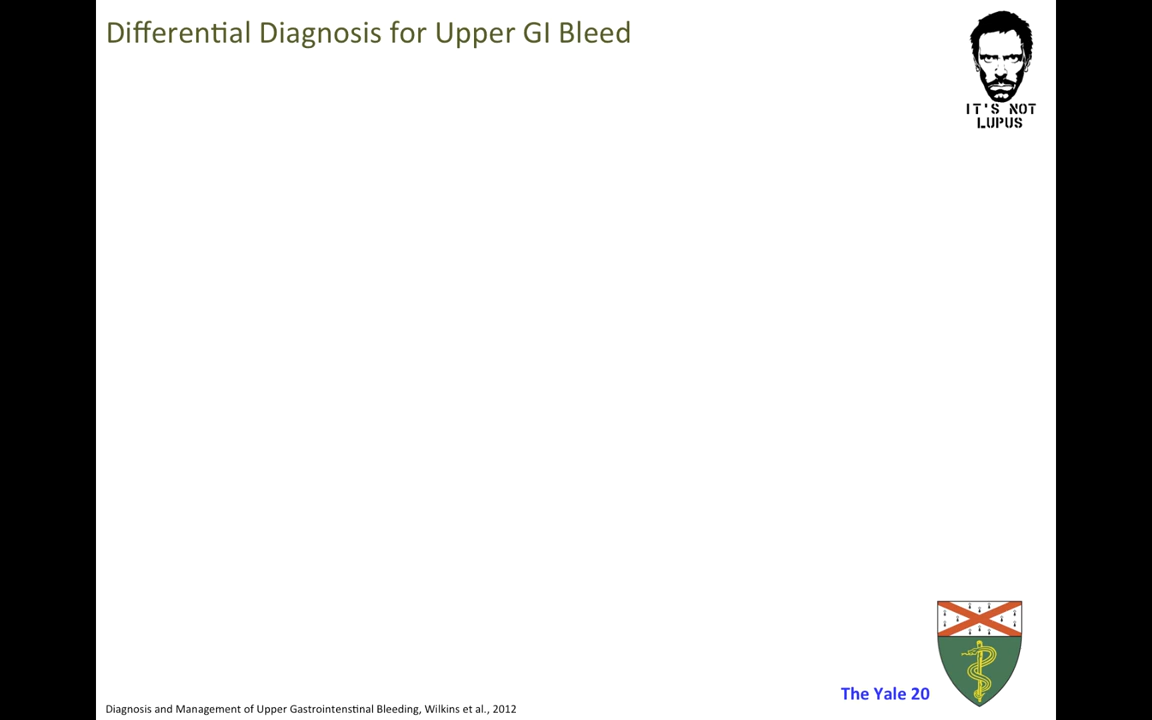 Differential Diagnosis for Upper GI Bleed
IT'S NOT
LUPUS
The Yale 20
Diagnosis and Management of Upper Gastrointenstinal Bleeding, Wilkins et al., 2012